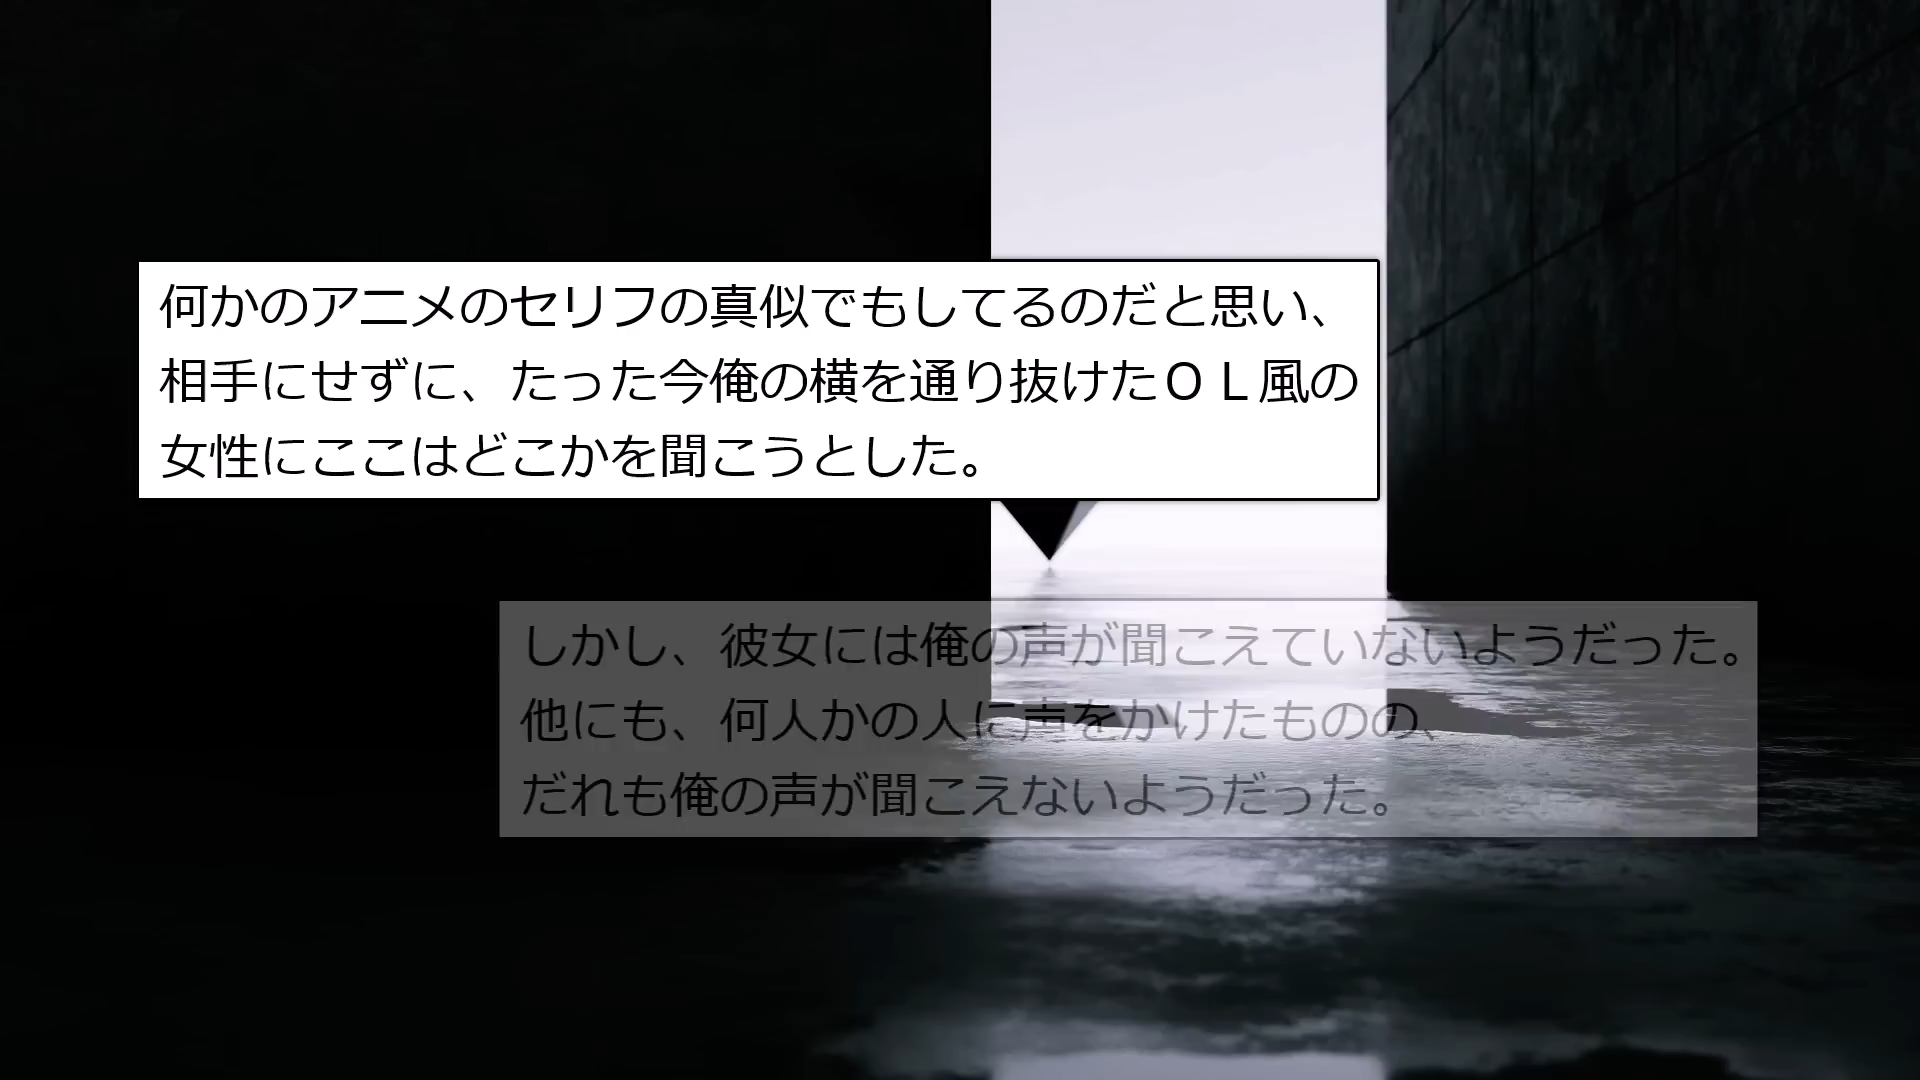 何かのアニメのセリフの真似でもしてるのだと思い、
相手にせずに、たった今俺の横を通り抜けたＯＬ風の
女性にここはどこかを聞こうとした。
しかし、彼女には俺の声が聞こえていないようだった。
他にも、何人かの人に声をかけたものの、
だれも俺の声が聞こえないようだった。